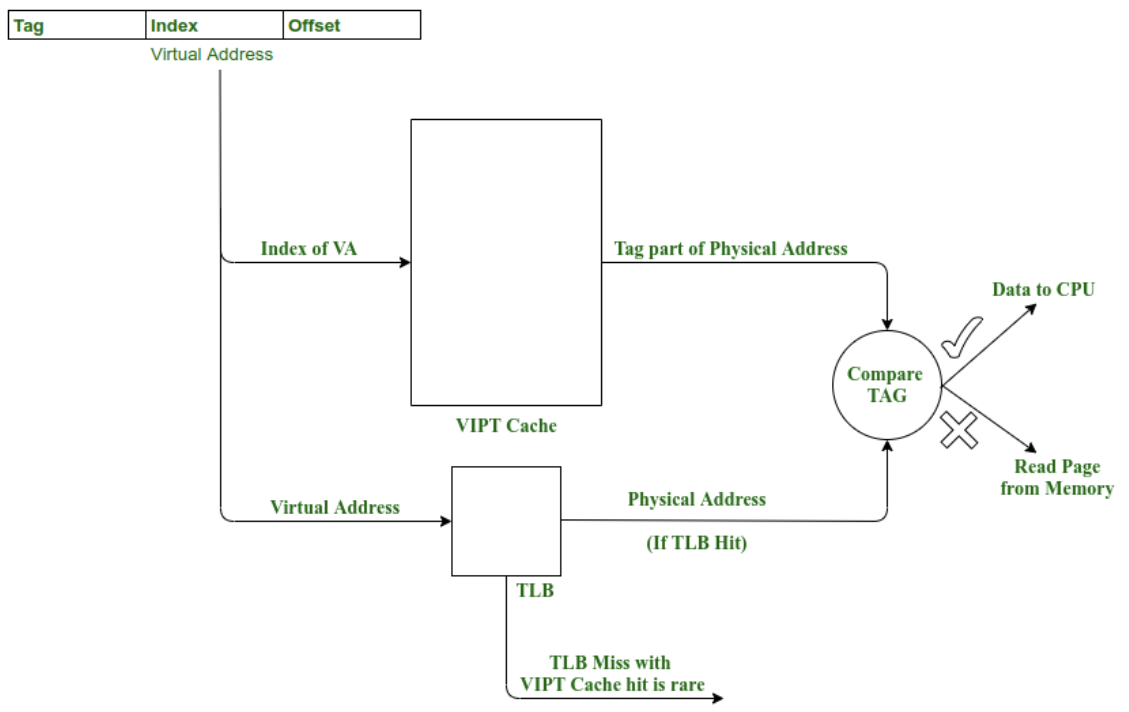 Tag Index Offset
Virtual Address
Index of VA
Tag part of Physical Address
Data to CPU
Compare
TAG
VIPT Cache
Read Page
from Memory
Virtual Address
Physical Address
(If TLB Hit)
TLB
TLB Miss with
VIPT Cache hit is rare